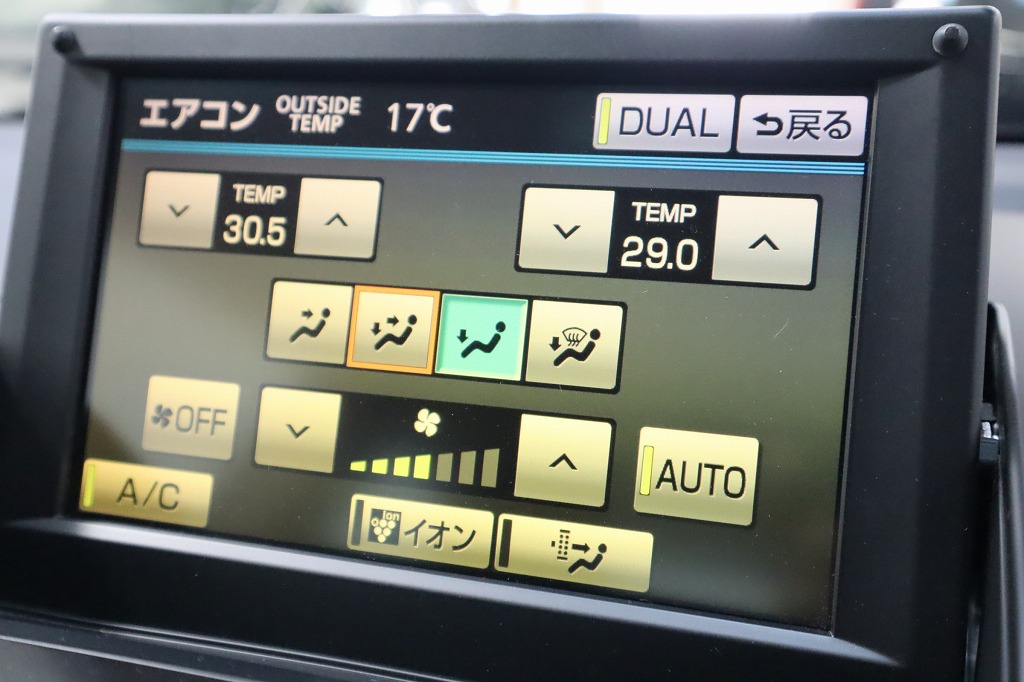 エアコン
OUTSIDE
TEMP
17℃
DUAL
戻る
TEMP
30.5
TEMP
29.0
OFF
AUTO
A/C
ion
イオン